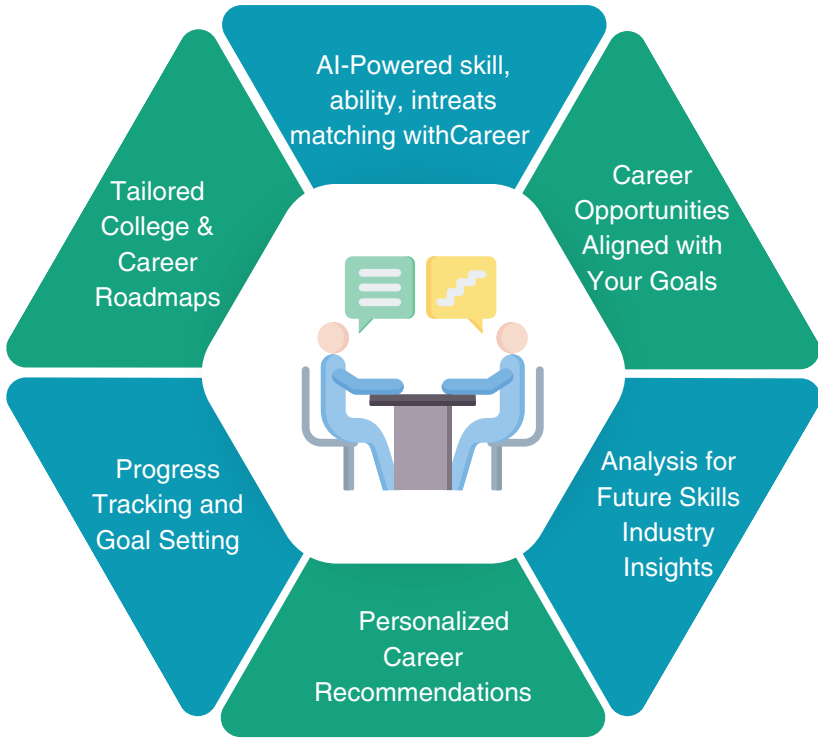 AI-Powered skill,
ability, intreats
matching withCareer
Career
Opportunities
Aligned with
Your Goals
Analysis for
Future Skills
Industry
Insights
Personalized
Career
Recommendations
Progress
Tracking and
Goal Setting
Tailored
College &
Career
Roadmaps